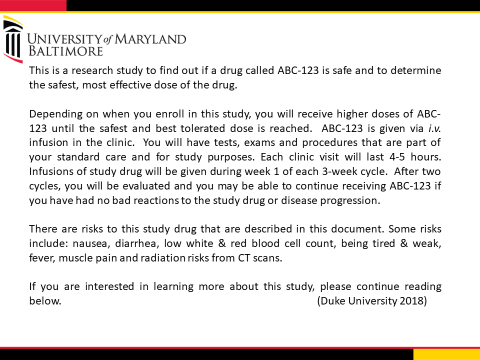 UNIVERSITY of MARYLAND
BALTIMORE
This is a research study to find out if a drug called ABC-123 is safe and to determine
the safest, most effective dose of the drug.
Depending on when you enroll in this study, you will receive higher doses of ABC-
123 until the safest and best tolerated dose is reached. ABC-123 is given via i.v.
infusion in the clinic. You will have tests, exams and procedures that are part of
your standard care and for study purposes. Each clinic visit will last 4-5 hours.
Infusions of study drug will be given during week 1 of each 3-week cycle. After two
cycles, you will be evaluated and you may be able to continue receiving ABC-123 if
you have had no bad reactions to the study drug or disease progression.
There are risks to this study drug that are described in this document. Some risks
include: nausea, diarrhea, low white & red blood cell count, being tired & weak,
fever, muscle pain and radiation risks from CT scans.
If you are interested in learning more about this study, please continue reading
below. (Duke University 2018)